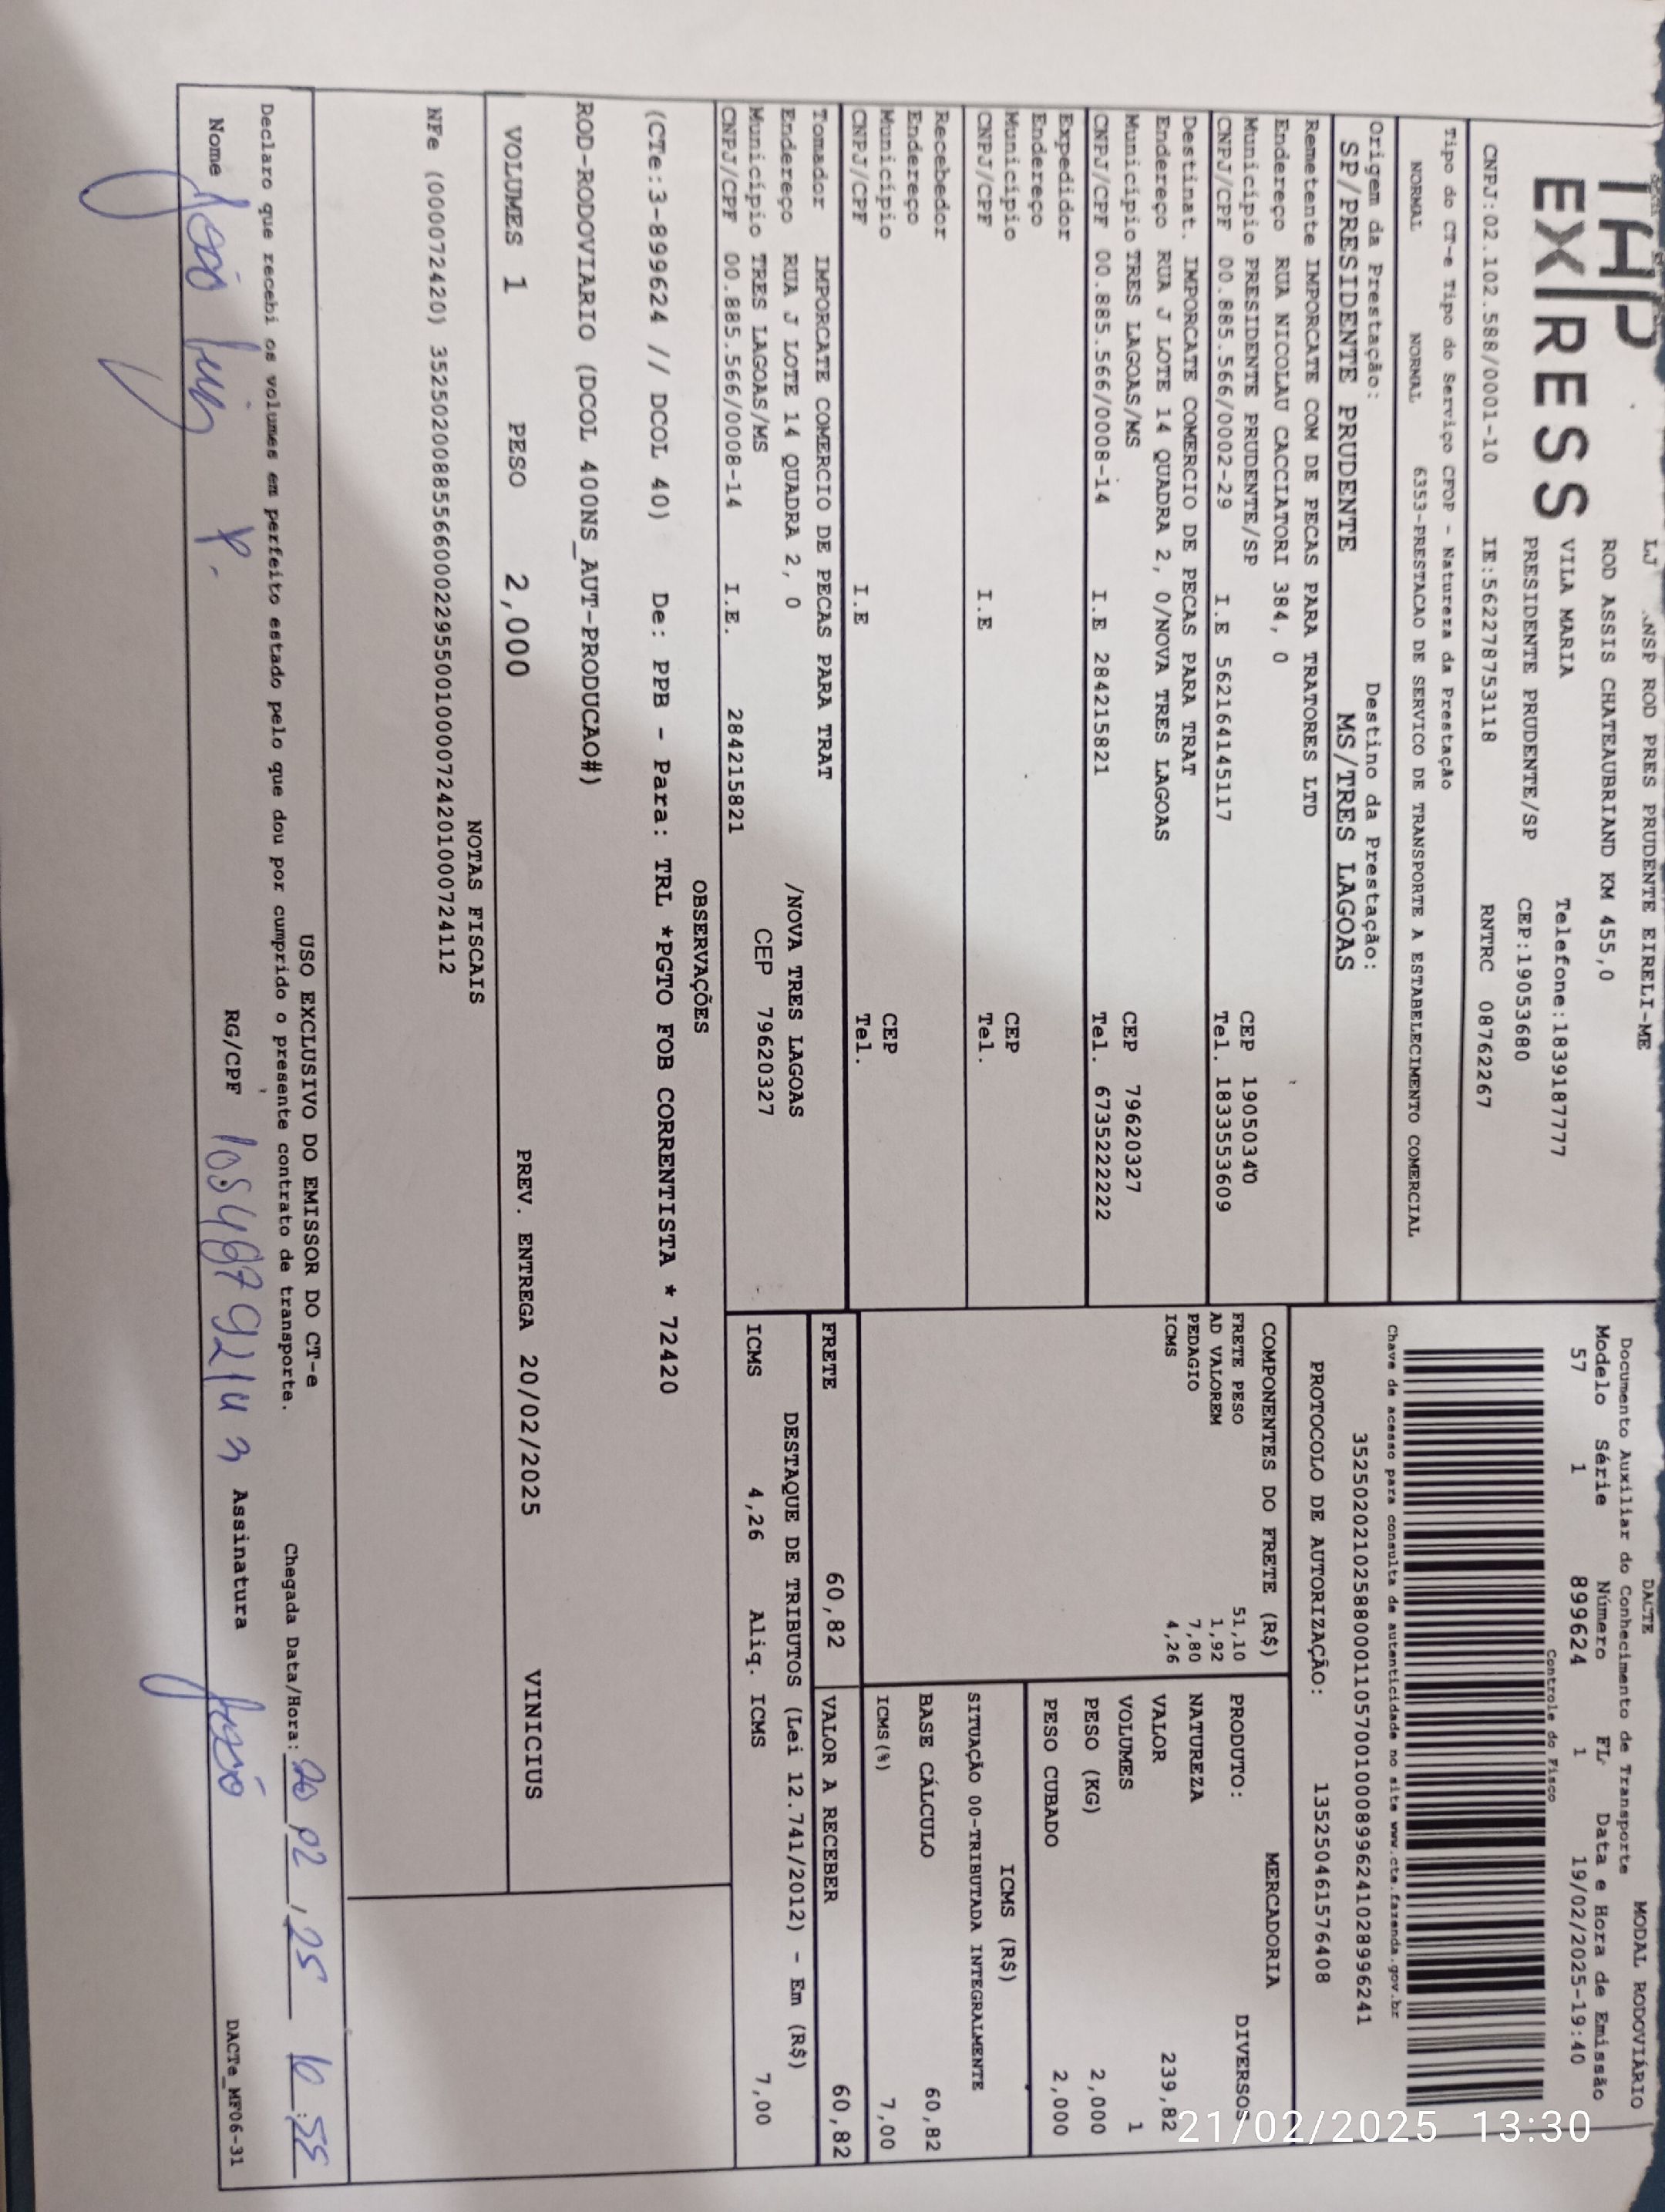 THP
EX/RESS
ROD PRES PRUDENTE EIRELI-ME
ROD ASSIS CHATEAUBRIAND KM 455,0
VILA MARIA Telefone:1839187777
PRESIDENTE PRUDENTE/SP CEP:19053680
CNPJ:02.102.588/0001-10 IE:562278753118 RNTRC 08762267
Tipo do CT-e Tipo do Serviço CFOP - Natureza da Prestação
NORMAL NORMAL 6353-PRESTACAO DE SERVICO DE TRANSPORTE A ESTABELECIMENTO COMERCIAL
Origem da Prestação: Destino da Prestação:
SP/PRESIDENTE PRUDENTE MS/TRES LAGOAS
DACTE MODAL RODOVIÁRIO
Documento Auxiliar do Conhecimento de Transporte
Modelo Série Número FL Data e Hora de Emissão
57 1 899624 1 19/02/2025-19:40
Controle do Fisco
Chave de acesso para consulta de autenticidade no site www.cte.fazenda.gov.br
35250202102588000110570010008996241028996241
PROTOCOLO DE AUTORIZAÇÃO: 135250461576408
Remetente IMPORCATE COM DE PECAS PARA TRATORES LTD
Endereço RUA NICOLAU CACCIATORI 384, 0
Município PRESIDENTE PRUDENTE/SP CEP 19050340
CNPJ/CPF 00.885.566/0002-29 I.E 562164145117 Tel. 1833553609
Destinat. IMPORCATE COMERCIO DE PECAS PARA TRAT
Endereço RUA J LOTE 14 QUADRA 2, 0/NOVA TRES LAGOAS
Município TRES LAGOAS/MS CEP 79620327
CNPJ/CPF 00.885.566/0008-14 I.E 284215821 Tel. 673522222
Expedidor
Endereço
Município CEP
CNPJ/CPF I.E Tel.
Recebedor
Endereço
Município CEP
CNPJ/CPF I.E Tel.
Tomador IMPORCATE COMERCIO DE PECAS PARA TRAT
Endereço RUA J LOTE 14 QUADRA 2, 0 /NOVA TRES LAGOAS
Município TRES LAGOAS/MS CEP 79620327
CNPJ/CPF 00.885.566/0008-14 I.E. 284215821
COMPONENTES DO FRETE (R$)
FRETE PESO 51,10
AD VALOREM 1,92
PEDAGIO 7,80
ICMS 4,26
MERCADORIA
PRODUTO: DIVERSOS
NATUREZA
VALOR 239,82
VOLUMES 1
PESO (KG) 2,000
PESO CUBADO 2,000
ICMS (R$)
SITUAÇÃO 00-TRIBUTADA INTEGRALMENTE
BASE CÁLCULO 60,82
ICMS(%) 7,00
FRETE 60,82 VALOR A RECEBER 60,82
DESTAQUE DE TRIBUTOS (Lei 12.741/2012) - Em (R$)
ICMS 4,26 Aliq. ICMS 7,00
OBSERVAÇÕES
(CTe:3-899624 // DCOL 40) De: PPB - Para: TRL *PGTO FOB CORRENTISTA * 72420
ROD-RODOVIARIO (DCOL 400NS_AUT-PRODUCAO#)
VOLUMES 1 PESO 2,000 PREV. ENTREGA 20/02/2025 VINICIUS
NOTAS FISCAIS
NFe (000072420) 35250200885566000229550010000724201000724112
USO EXCLUSIVO DO EMISSOR DO CT-e
Declaro que recebi os volumes em perfeito estado pelo que dou por cumprido o presente contrato de transporte. Chegada Data/Hora: 20 02 , 25 10:55
Nome João RG/CPF Assinatura João DACTe_MF06-31
21/02/2025 13:30